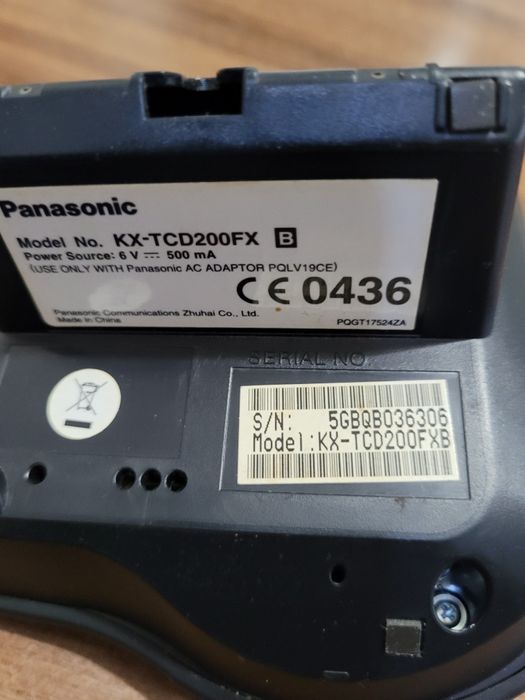 Panasonic
Model No. KX-TCD200FX B
Power Source: 6 V ⎓ 500 mA
(USE ONLY WITH Panasonic AC ADAPTOR PQLV19CE)
CE 0436
Panasonic Communications Zhuhai Co., Ltd.
Made in China
PQGT17524ZA
SERIAL NO.
S/N: 5GBQB036306
Model:KX-TCD200FXB